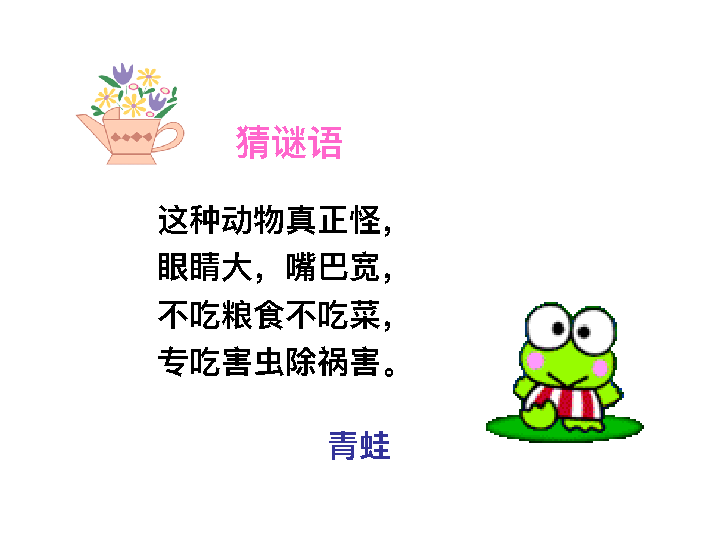 猜谜语
这种动物真正怪，
眼睛大，嘴巴宽，
不吃粮食不吃菜，
专吃害虫除祸害。
青蛙